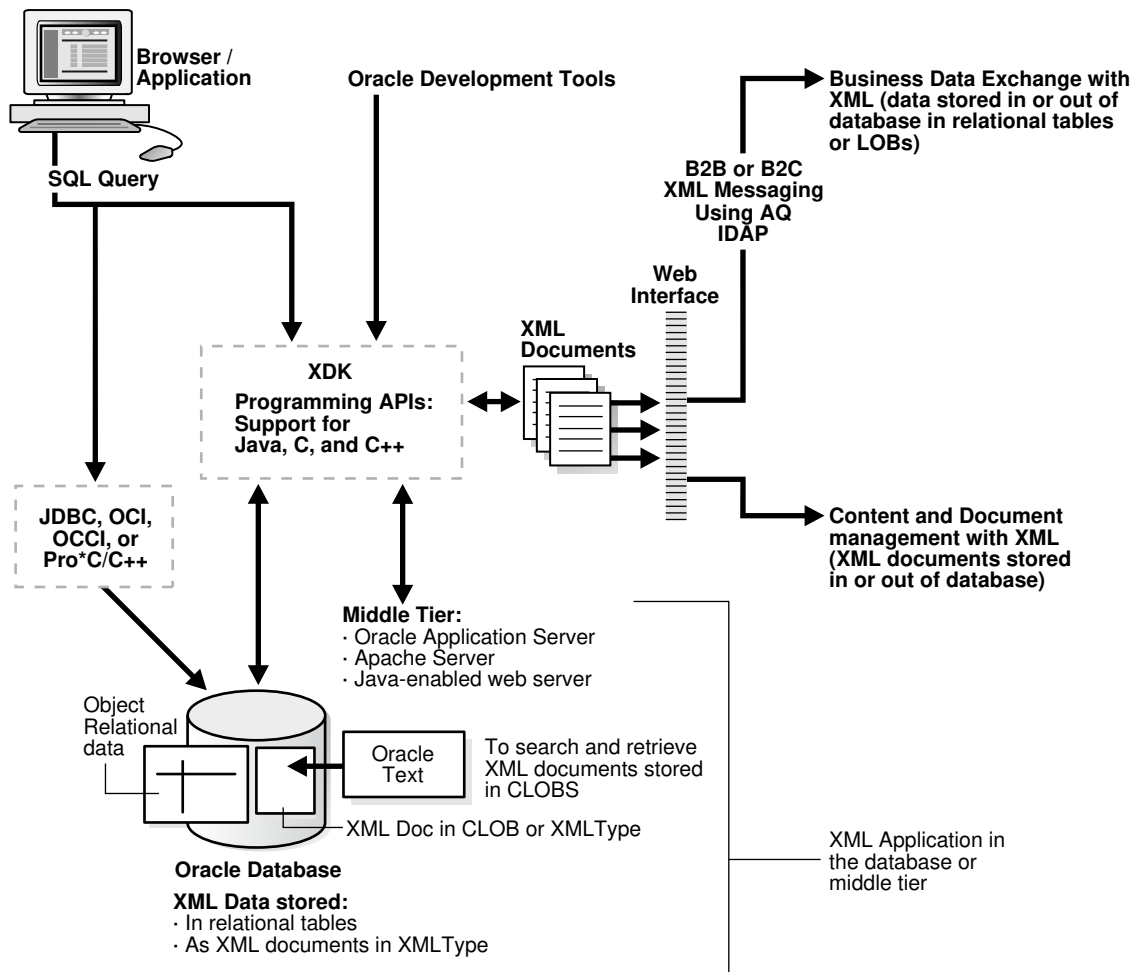 Browser /
Application
Oracle Development Tools
Business Data Exchange with
XML (data stored in or out of
database in relational tables
or LOBs)
SQL Query
B2B or B2C
XML Messaging
Using AQ
IDAP
Web
Interface
XML
Documents
XDK
Programming APIs:
Support for
Java, C, and C++
JDBC, OCI,
OCCI, or
Pro*C/C++
Content and Document
management with XML
(XML documents stored
in or out of database)
Middle Tier:
· Oracle Application Server
· Apache Server
· Java-enabled web server
Object
Relational
data
Oracle
Text
To search and retrieve
XML documents stored
in CLOBS
XML Doc in CLOB or XMLType
XML Application in
the database or
middle tier
Oracle Database
XML Data stored:
· In relational tables
· As XML documents in XMLType